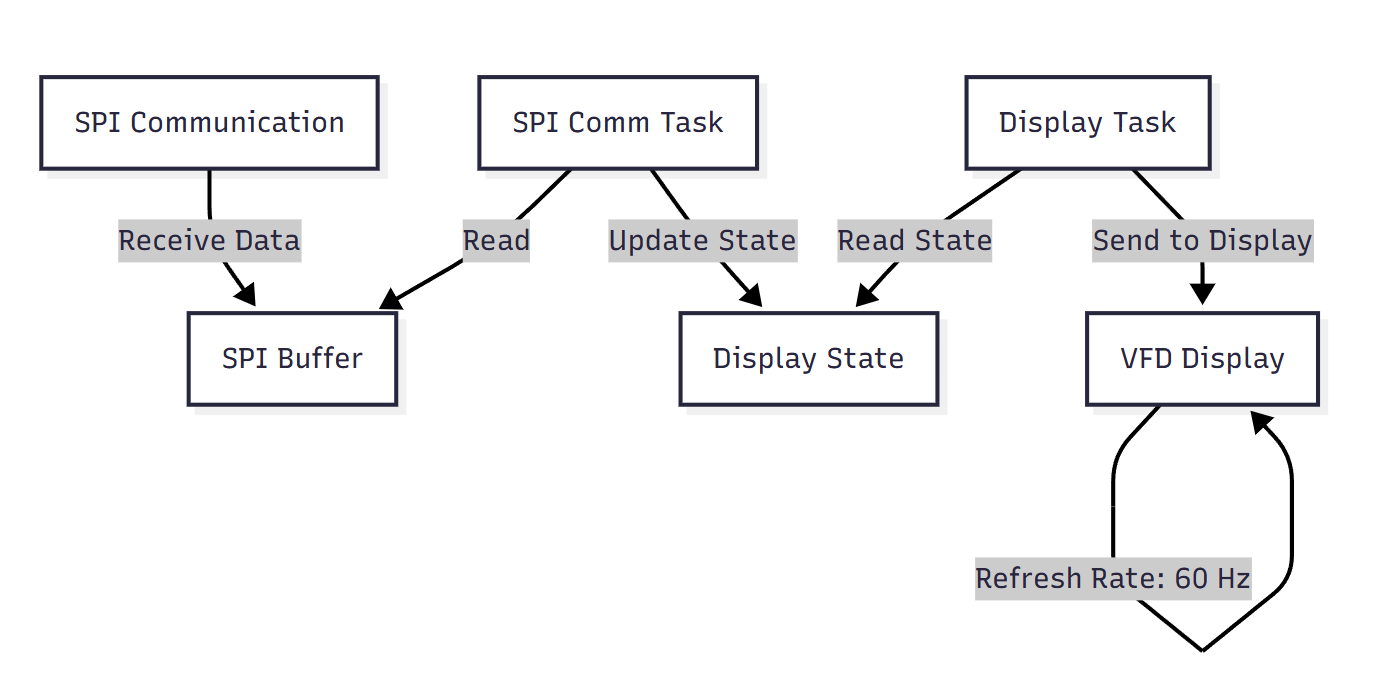 SPI Communication
SPI Comm Task
Display Task
Receive Data
Read
Update State
Read State
Send to Display
SPI Buffer
Display State
VFD Display
Refresh Rate: 60 Hz